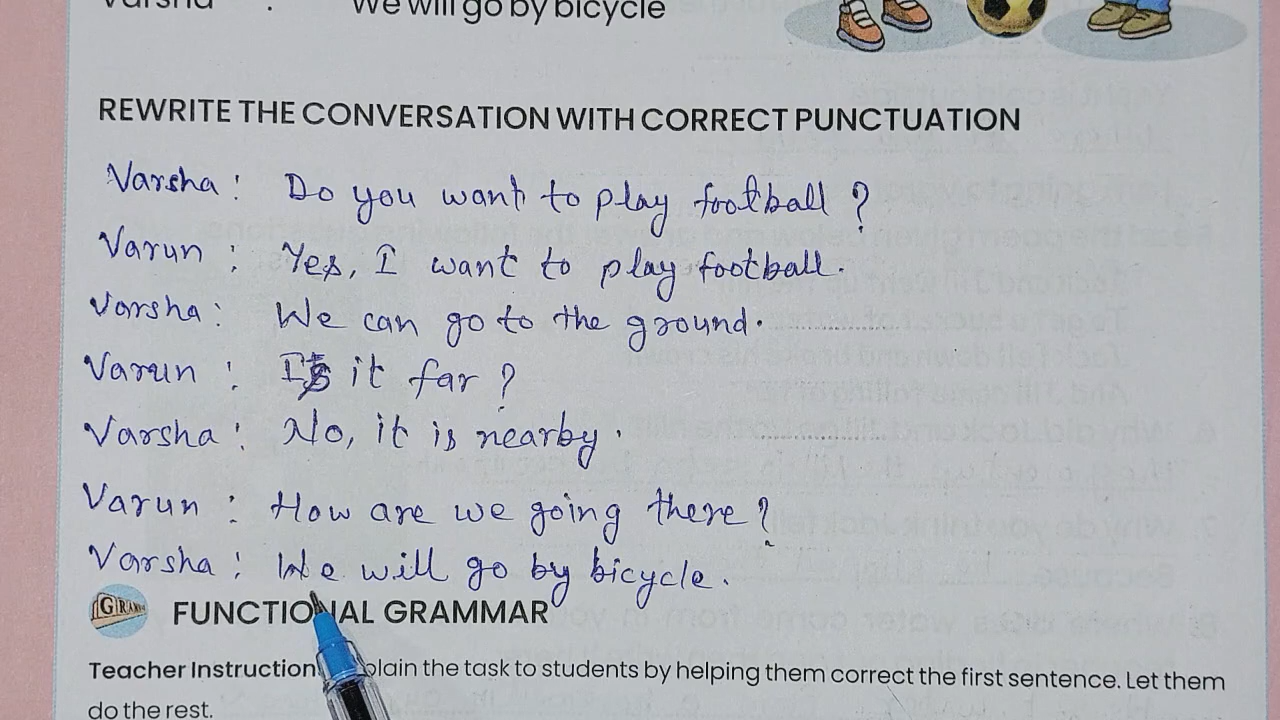 Varsha : We will go by bicycle
REWRITE THE CONVERSATION WITH CORRECT PUNCTUATION
Varsha : Do you want to play football ?
Varun : Yes, I want to play football.
Varsha : We can go to the ground.
Varun : Is it far ?
Varsha : No, it is nearby.
Varun : How are we going there ?
Varsha : We will go by bicycle.
GRAM
FUNCTIONAL GRAMMAR
Teacher Instruction plain the task to students by helping them correct the first sentence. Let them
do the rest.